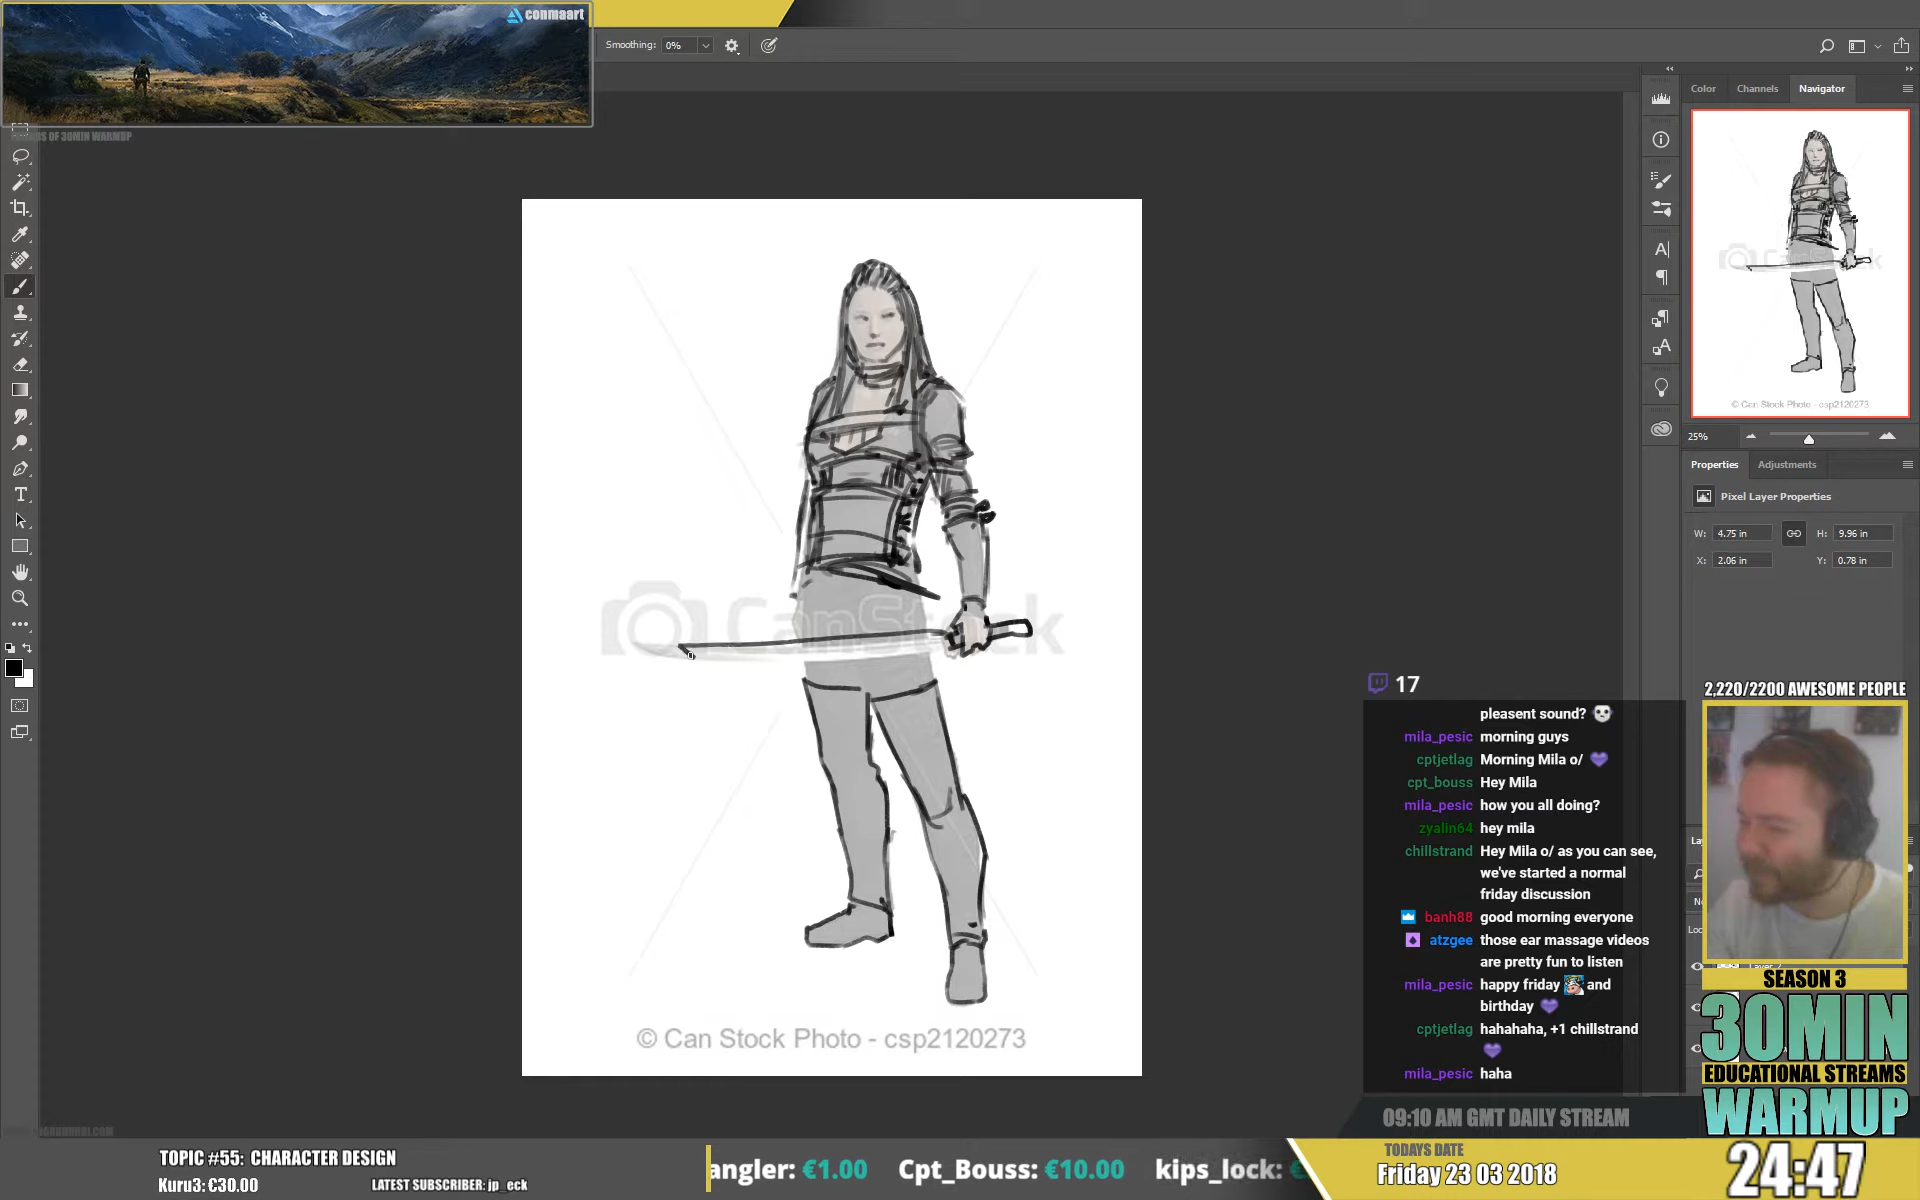 conmaart
Smoothing: 0%
OF 30MIN WARMUP
Color Channels Navigator
CanStock
© Can Stock Photo - csp2120273
25%
Properties Adjustments
Pixel Layer Properties
W: 4.75 in H: 9.96 in
X: 2.06 in Y: 0.78 in
CanStock
© Can Stock Photo - csp2120273
17
2,220/2200 AWESOME PEOPLE
pleasent sound?
mila_pesic morning guys
cptjetlag Morning Mila o/
cpt_bouss Hey Mila
mila_pesic how you all doing?
zyalin64 hey mila
chillstrand Hey Mila o/ as you can see,
we've started a normal
friday discussion
banh88 good morning everyone
atzgee those ear massage videos
are pretty fun to listen
mila_pesic happy friday and
birthday
cptjetlag hahahaha, +1 chillstrand
mila_pesic haha
SEASON 3
30MIN
EDUCATIONAL STREAMS
WARMUP
09:10 AM GMT DAILY STREAM
TOPIC #55: CHARACTER DESIGN
Kuru3: €30.00 LATEST SUBSCRIBER: jp_eck
angler: €1.00 Cpt_Bouss: €10.00 kips_lock: €
TODAYS DATE
Friday 23 03 2018
24:47